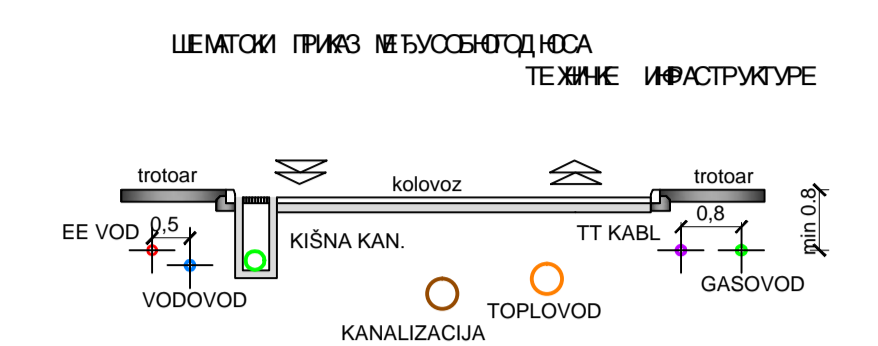 ШЕМАТСКИ ПРИКАЗ МЕЂУСОБНОГ ОДНОСА
ТЕХНИЧКЕ ИНФРАСТРУКТУРЕ
trotoar
kolovoz
trotoar
EE VOD
0,5
KIŠNA KAN.
TT KABL
0,8
min 0.8
VODOVOD
GASOVOD
TOPLOVOD
KANALIZACIJA